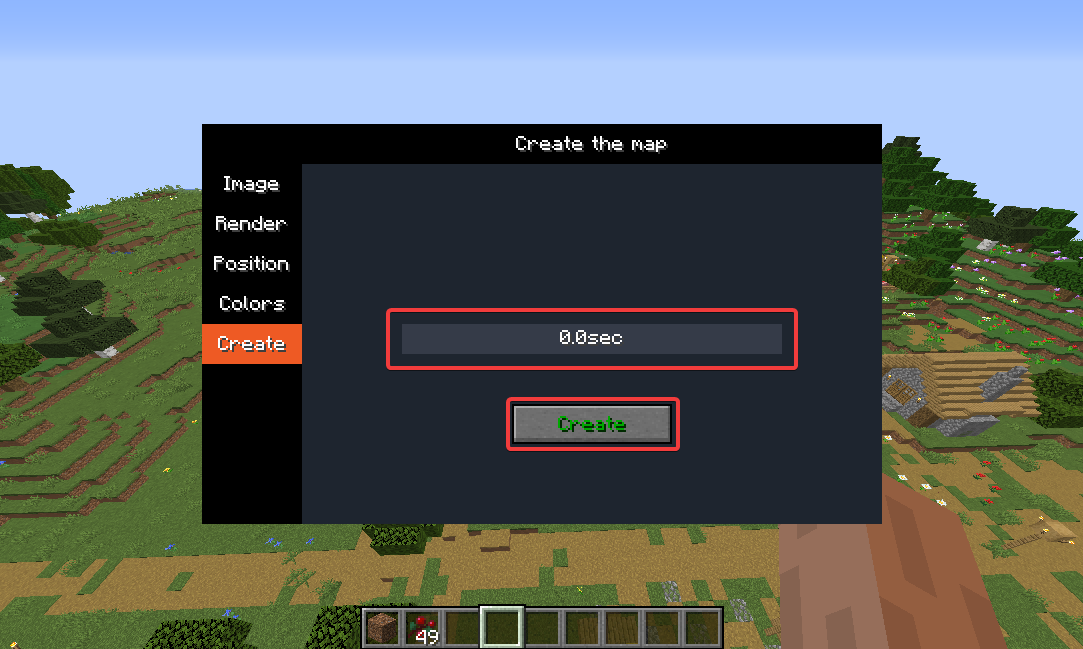 Create the map
Image
Render
Position
Colors
Create
0.0sec
Create
49